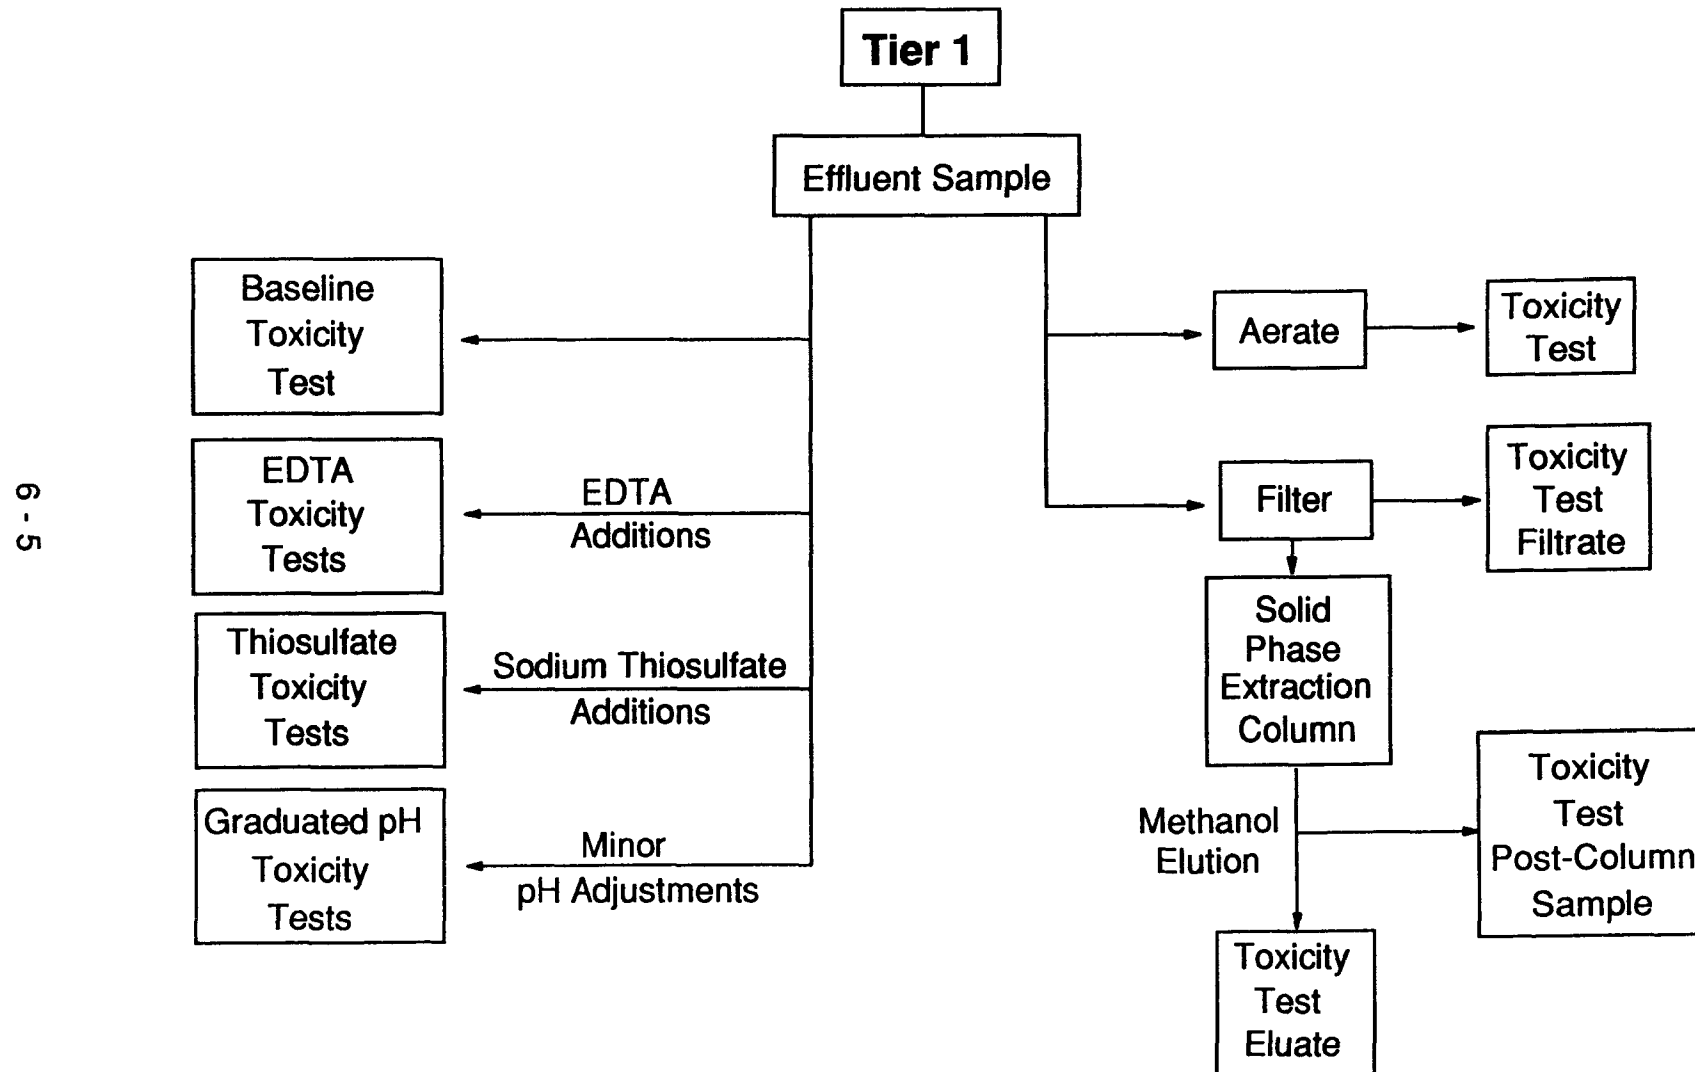 Tier 1
Effluent Sample
Baseline
Toxicity
Test
EDTA
Toxicity
Tests
EDTA
Additions
Thiosulfate
Toxicity
Tests
Sodium Thiosulfate
Additions
Graduated pH
Toxicity
Tests
Minor
pH Adjustments
Aerate
Toxicity
Test
Filter
Toxicity
Test
Filtrate
Solid
Phase
Extraction
Column
Methanol
Elution
Toxicity
Test
Post-Column
Sample
Toxicity
Test
Eluate
6 - 5